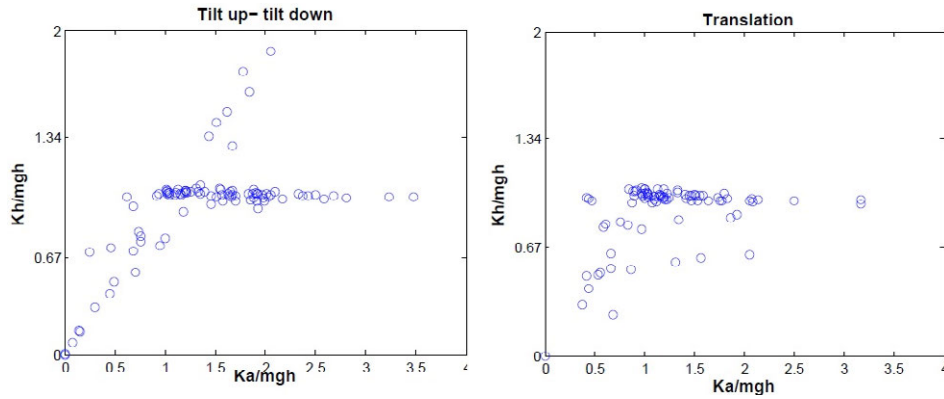 Tilt up− tilt down
2
1.34
Kh/mgh
0.67
0
0 0.5 1 1.5 2 2.5 3 3.5 4
Ka/mgh
Translation
2
1.34
Kh/mgh
0.67
0
0 0.5 1 1.5 2 2.5 3 3.5 4
Ka/mgh